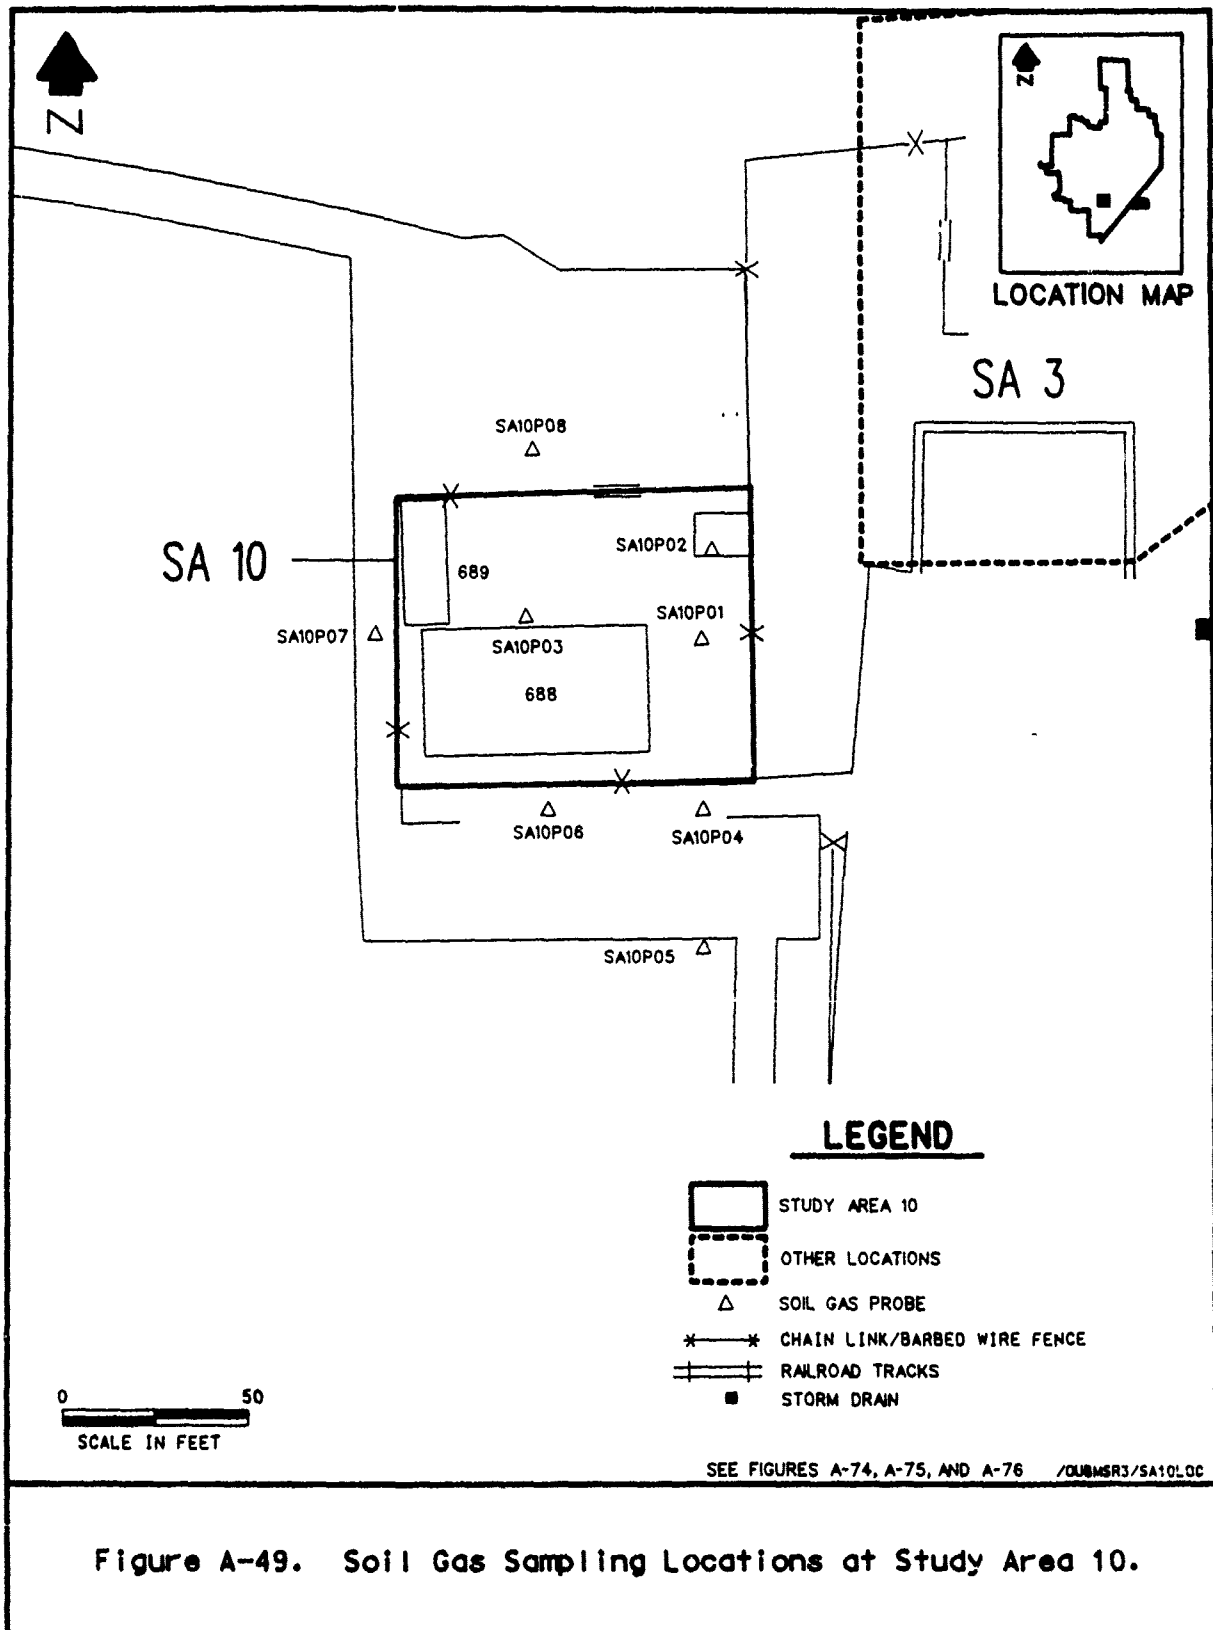 N
N
LOCATION MAP
SA 3
SA10P08
SA 10
SA10P02
689
SA10P01
SA10P07
SA10P03
688
SA10P06
SA10P04
SA10P05
LEGEND
STUDY AREA 10
OTHER LOCATIONS
SOIL GAS PROBE
CHAIN LINK/BARBED WIRE FENCE
RAILROAD TRACKS
STORM DRAIN
0 50
SCALE IN FEET
SEE FIGURES A-74, A-75, AND A-76 /OUBMSR3/SA10LOC
Figure A-49. Soil Gas Sampling Locations at Study Area 10.